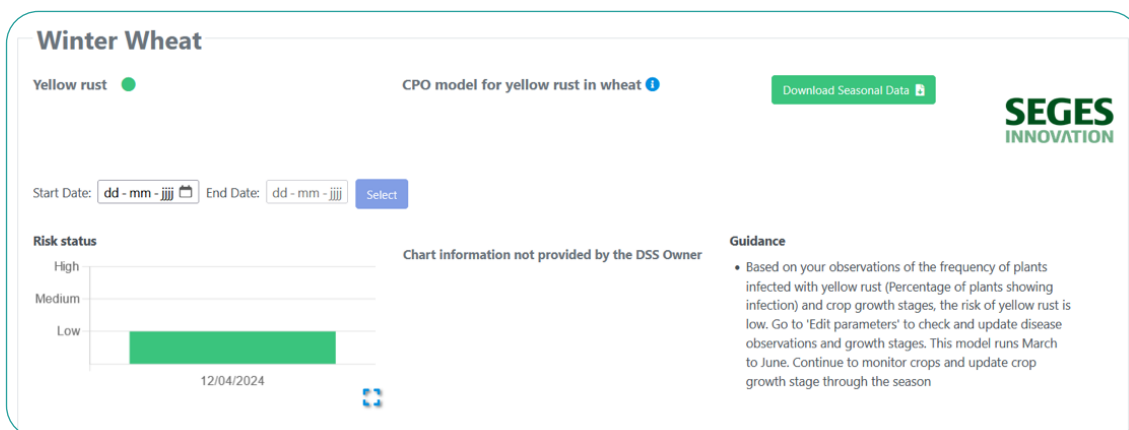 Winter Wheat
Yellow rust
CPO model for yellow rust in wheat
Download Seasonal Data
SEGES
INNOVATION
Start Date: dd - mm - jjjj End Date: dd - mm - jjjj Select
Risk status
High
Medium
Low
12/04/2024
Chart information not provided by the DSS Owner
Guidance
• Based on your observations of the frequency of plants
infected with yellow rust (Percentage of plants showing
infection) and crop growth stages, the risk of yellow rust is
low. Go to 'Edit parameters' to check and update disease
observations and growth stages. This model runs March
to June. Continue to monitor crops and update crop
growth stage through the season